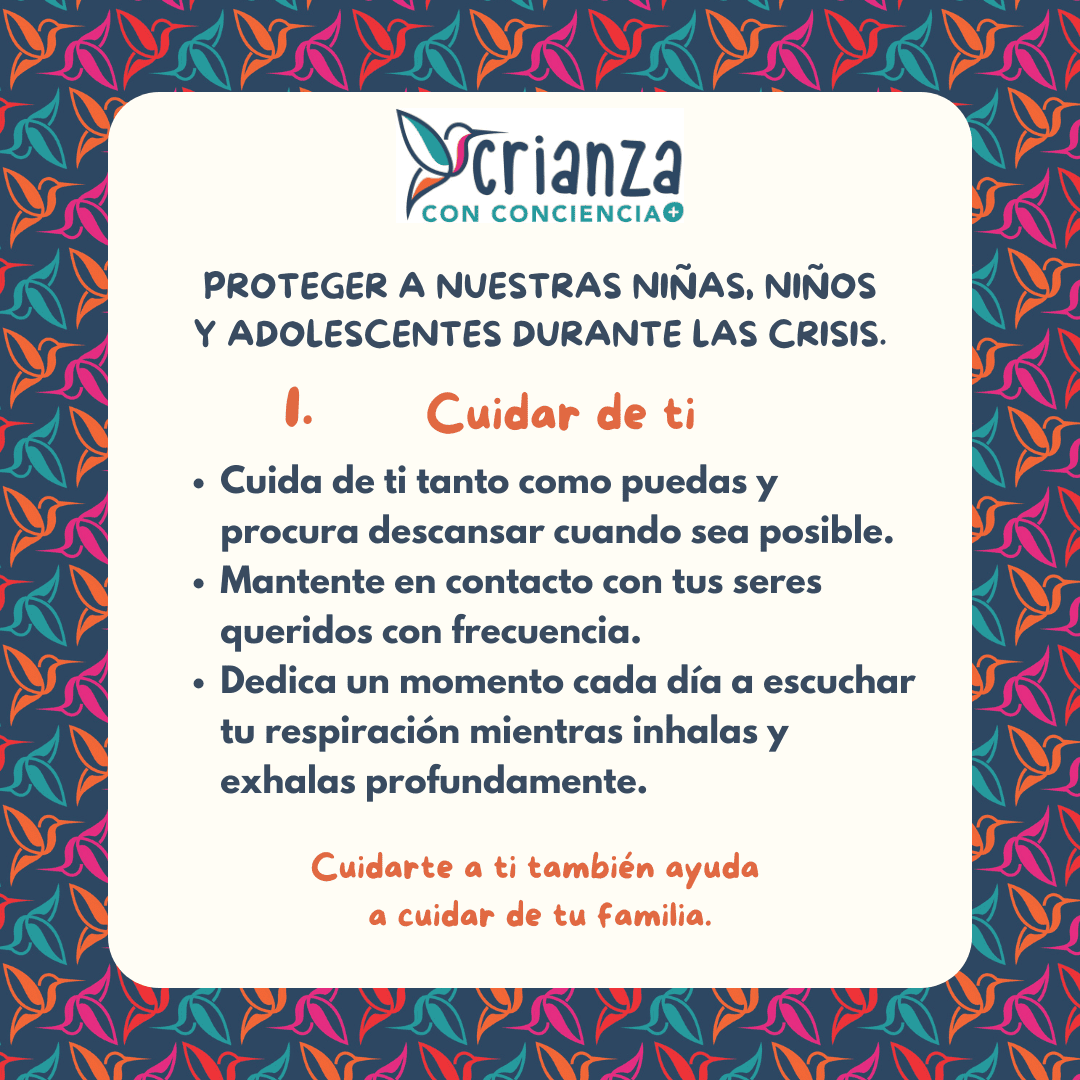 crianza
CON CONCIENCIA+
PROTEGER A NUESTRAS NIÑAS, NIÑOS
Y ADOLESCENTES DURANTE LAS CRISIS.
1. Cuidar de ti
• Cuida de ti tanto como puedas y
procura descansar cuando sea posible.
• Mantente en contacto con tus seres
queridos con frecuencia.
• Dedica un momento cada día a escuchar
tu respiración mientras inhalas y
exhalas profundamente.
Cuidarte a ti también ayuda
a cuidar de tu familia.